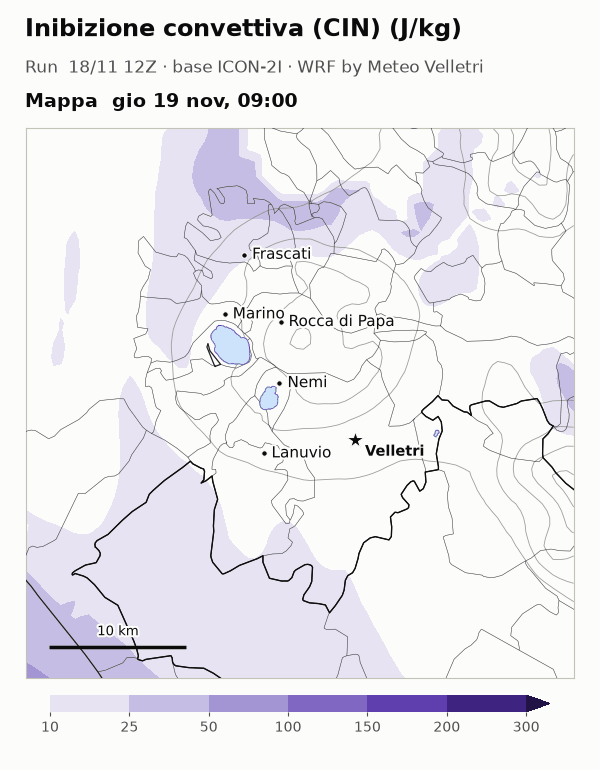 Inibizione convettiva (CIN) (J/kg)
Run 18/11 12Z · base ICON-2I · WRF by Meteo Velletri
Mappa gio 19 nov, 09:00
Frascati
Marino
Rocca di Papa
Nemi
Velletri
Lanuvio
10 km
10 25 50 100 150 200 300